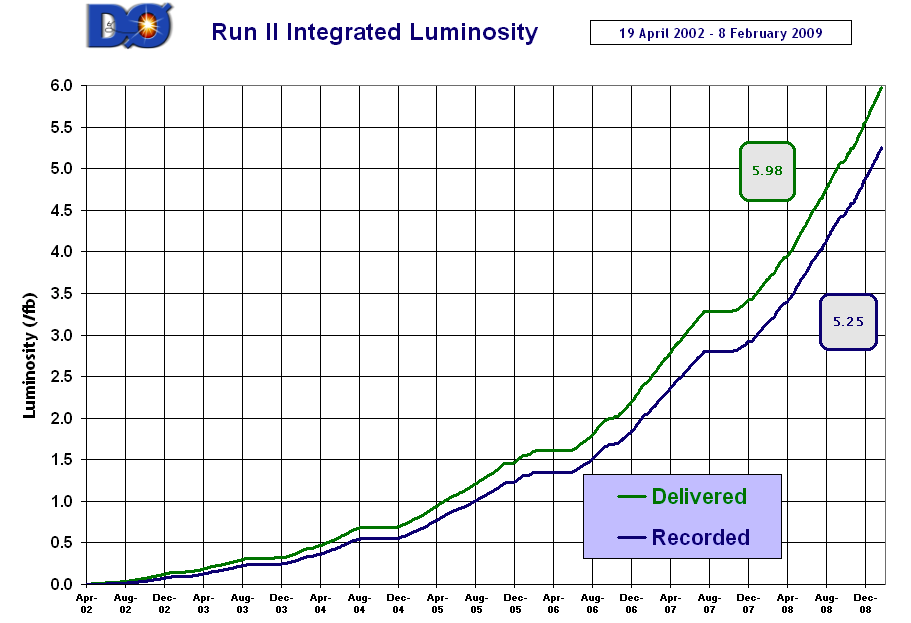 DØ
Run II Integrated Luminosity
19 April 2002 - 8 February 2009
Luminosity (/fb)
6.0
5.5
5.0
4.5
4.0
3.5
3.0
2.5
2.0
1.5
1.0
0.5
0.0
5.98
5.25
Delivered
Recorded
Apr- Aug- Dec- Apr- Aug- Dec- Apr- Aug- Dec- Apr- Aug- Dec- Apr- Aug- Dec- Apr- Aug- Dec- Apr- Aug- Dec-
02 02 02 03 03 03 04 04 04 05 05 05 06 06 06 07 07 07 08 08 08